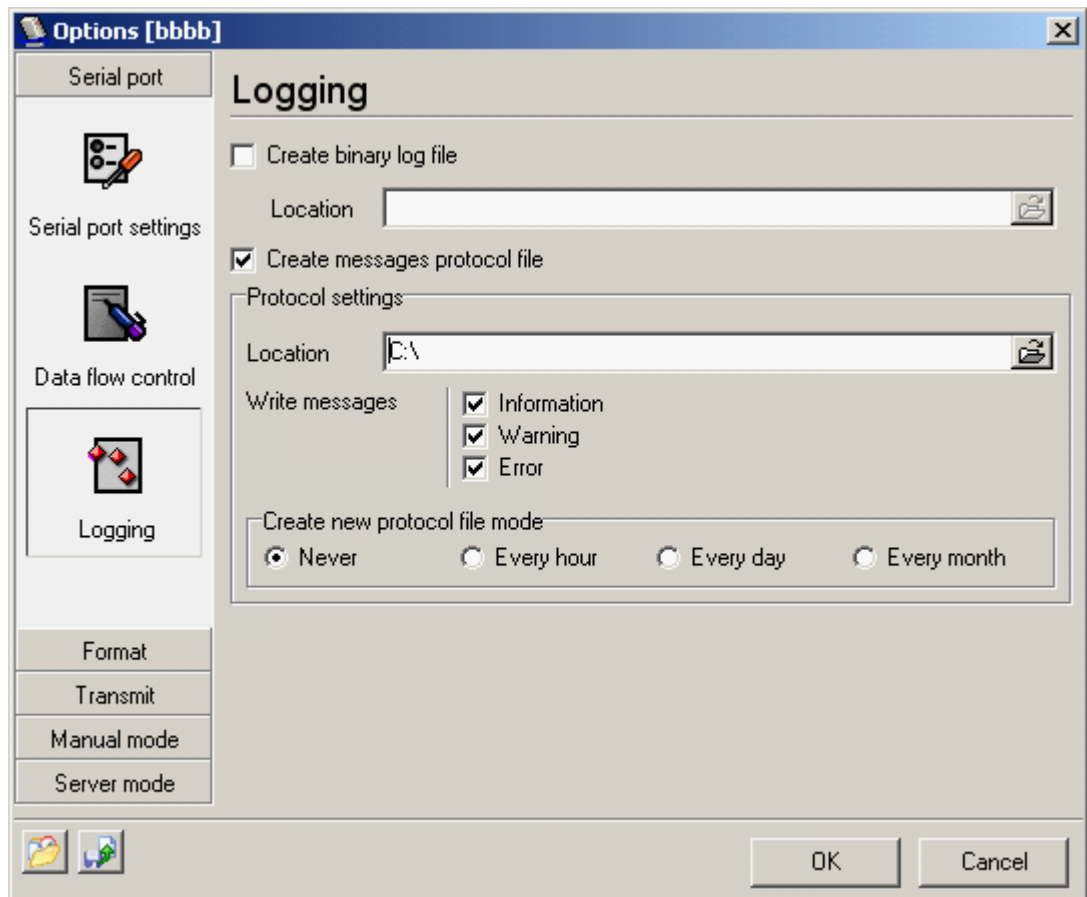 Options [bbbb]
Serial port
Serial port settings
Data flow control
Logging
Format
Transmit
Manual mode
Server mode
Logging
Create binary log file
Location
Create messages protocol file
Protocol settings
Location C:\
Write messages Information
Warning
Error
Create new protocol file mode
Never Every hour Every day Every month
OK Cancel